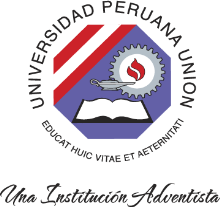 UNIVERSIDAD PERUANA UNION
EDUCAT HUIC VITAE ET AETERNITATI
Una Institución Adventista